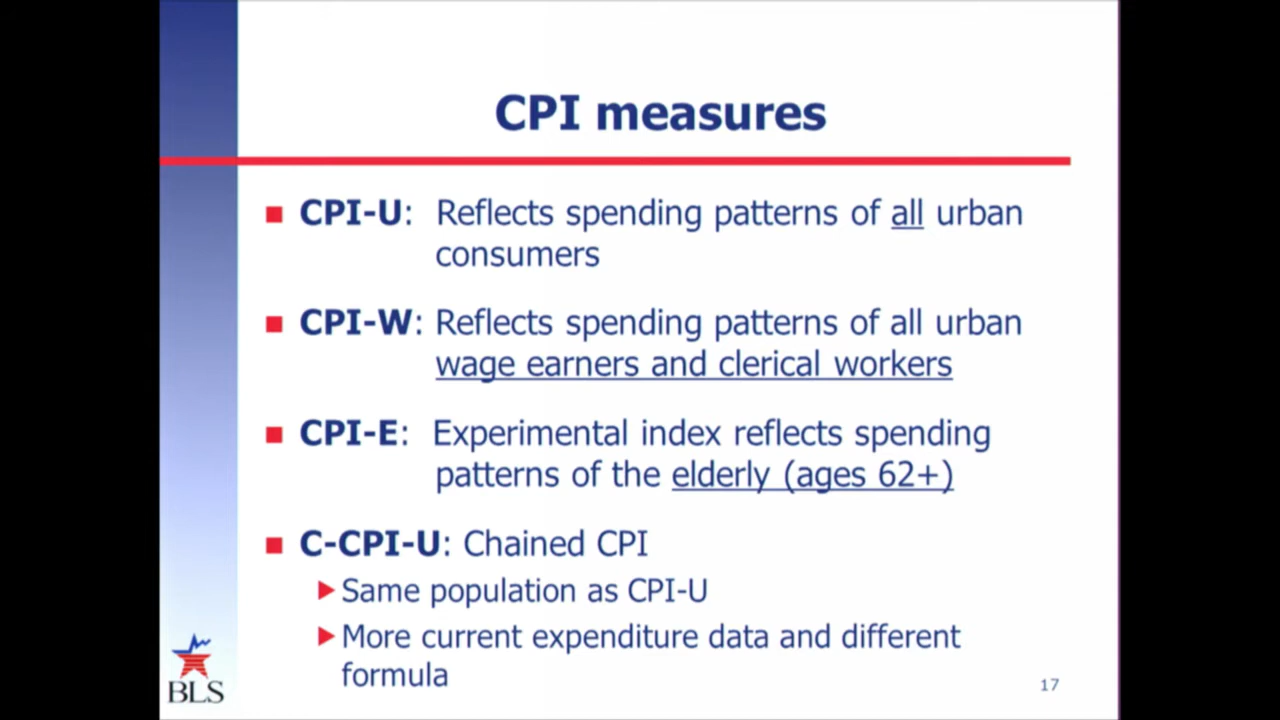 CPI measures
CPI-U: Reflects spending patterns of all urban
consumers
CPI-W: Reflects spending patterns of all urban
wage earners and clerical workers
CPI-E: Experimental index reflects spending
patterns of the elderly (ages 62+)
C-CPI-U: Chained CPI
Same population as CPI-U
More current expenditure data and different
formula
BLS
17